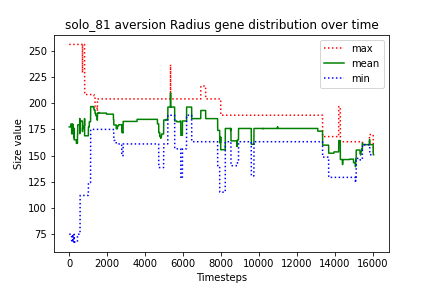 solo_81 aversion Radius gene distribution over time
max
mean
min
Size value
250
225
200
175
150
125
100
75
0
2000
4000
6000
8000
10000
12000
14000
16000
Timesteps